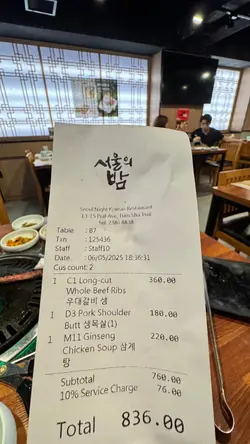 서울의
밤
Seoul Night Korean Restaurant
Tel: 2361 8838
Table : 87
Txn : 125436
Staff : Staff10
Date : 06/05/2025 18:36:31
Cus count: 2
1 C1 Long-cut 360.00
Whole Beef Ribs
우대갈비 생
1 D3 Pork Shoulder 180.00
Butt 생목살(1)
1 M11 Ginseng 220.00
Chicken Soup 삼계
탕
Subtotal 760.00
10% Service Charge 76.00
Total 836.00